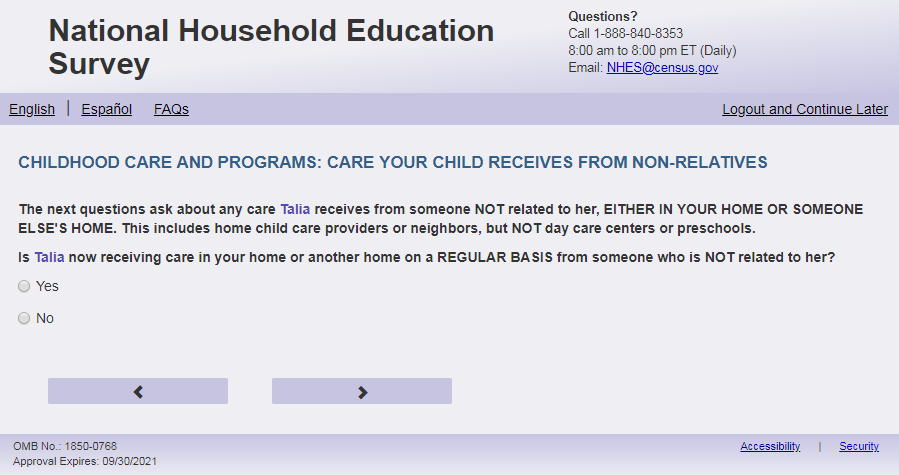 National Household Education
Survey
Questions?
Call 1-888-840-8353
8:00 am to 8:00 pm ET (Daily)
Email: NHES@census.gov
English | Español FAQs Logout and Continue Later
CHILDHOOD CARE AND PROGRAMS: CARE YOUR CHILD RECEIVES FROM NON-RELATIVES
The next questions ask about any care Talia receives from someone NOT related to her, EITHER IN YOUR HOME OR SOMEONE
ELSE'S HOME. This includes home child care providers or neighbors, but NOT day care centers or preschools.
Is Talia now receiving care in your home or another home on a REGULAR BASIS from someone who is NOT related to her?
Yes
No
OMB No.: 1850-0768
Approval Expires: 09/30/2021
Accessibility | Security